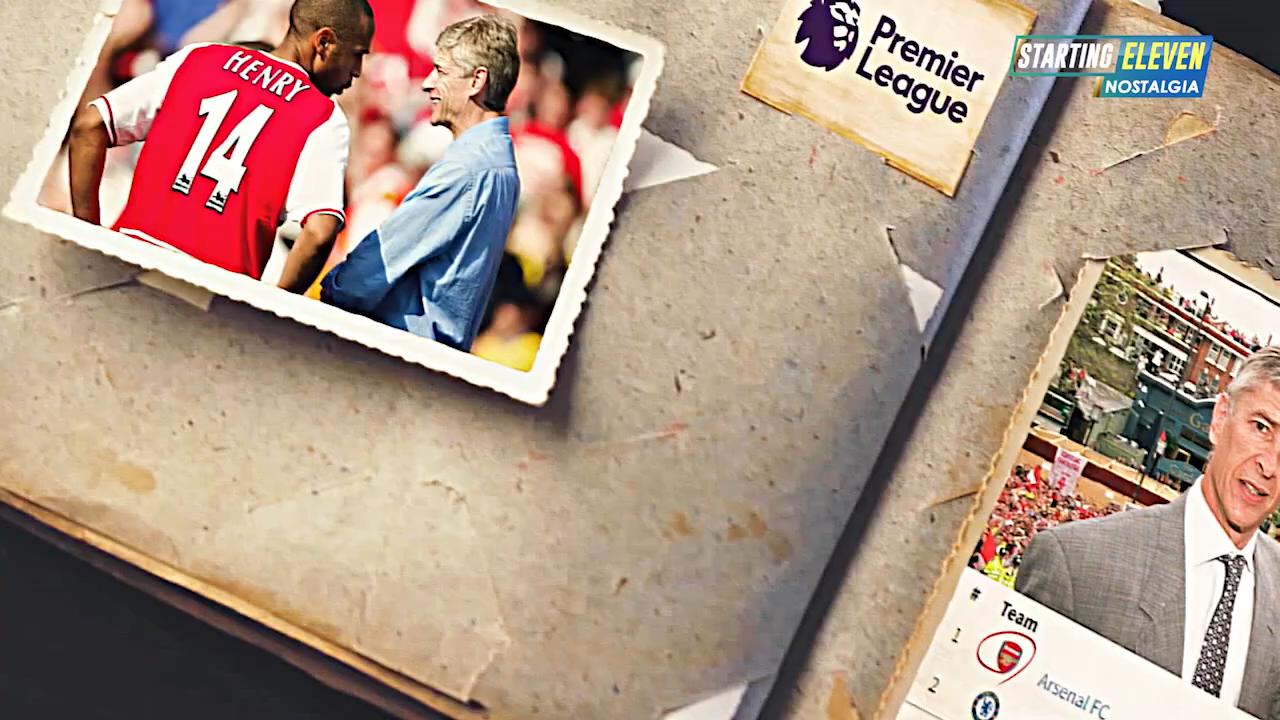 HENRY
14
Premier
League
STARTING ELEVEN
NOSTALGIA
# Team
1 Arsenal FC
2